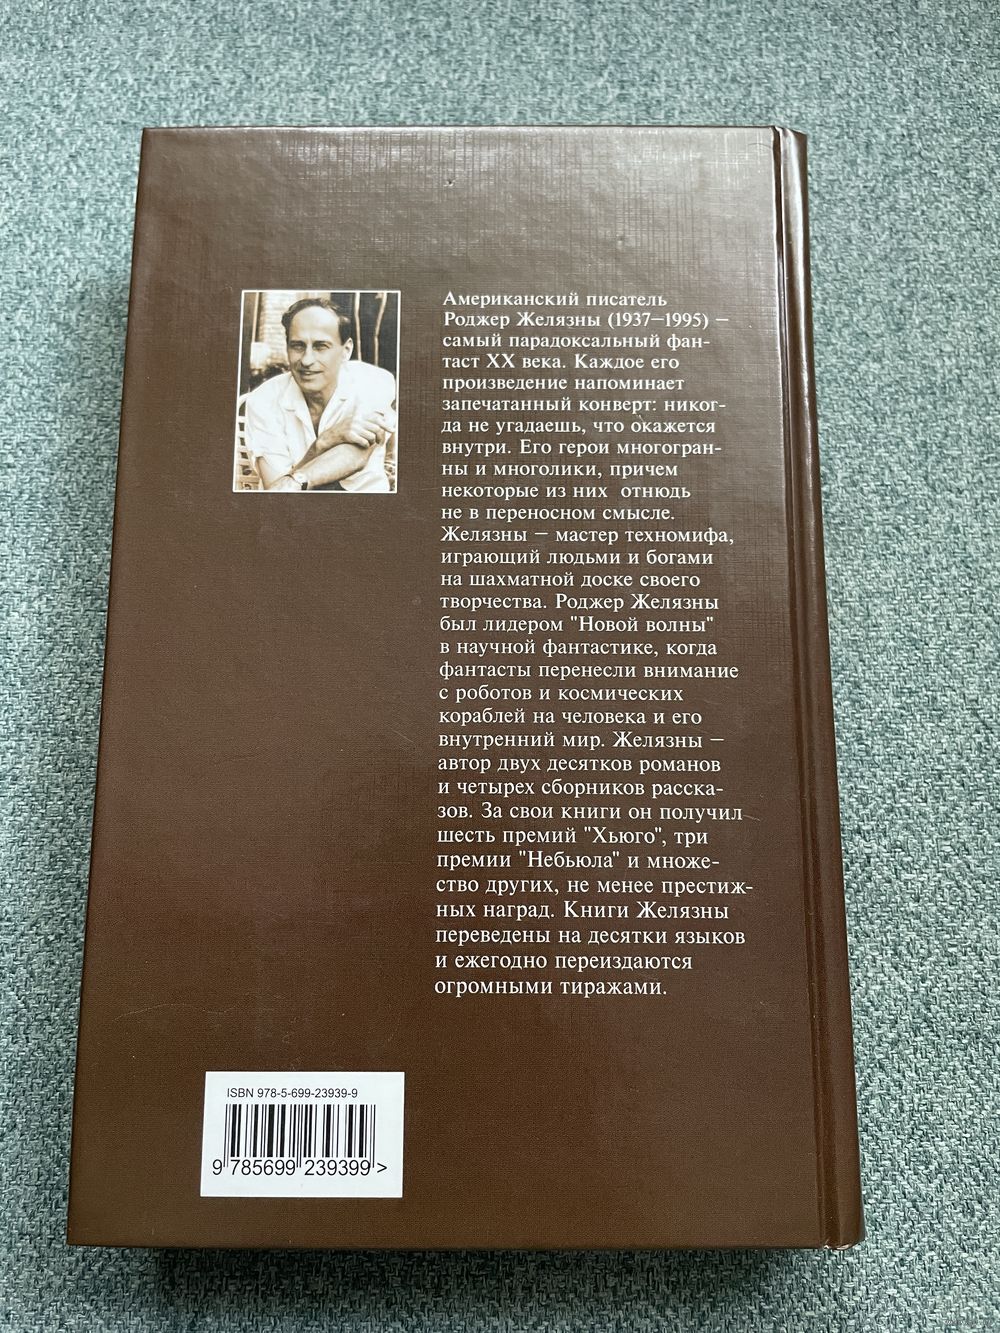 Американский писатель
Роджер Желязны (1937–1995) –
самый парадоксальный фан-
таст XX века. Каждое его
произведение напоминает
запечатанный конверт: никог-
да не угадаешь, что окажется
внутри. Его герои многогран-
ны и многолики, причем
некоторые из них отнюдь
не в переносном смысле.
Желязны – мастер техномифа,
играющий людьми и богами
на шахматной доске своего
творчества. Роджер Желязны
был лидером "Новой волны"
в научной фантастике, когда
фантасты перенесли внимание
с роботов и космических
кораблей на человека и его
внутренний мир. Желязны –
автор двух десятков романов
и четырех сборников расска-
зов. За свои книги он получил
шесть премий "Хьюго", три
премии "Небьюла" и множе-
ство других, не менее престиж-
ных наград. Книги Желязны
переведены на десятки языков
и ежегодно переиздаются
огромными тиражами.
ISBN 978-5-699-23939-9
9 785699 239399 >